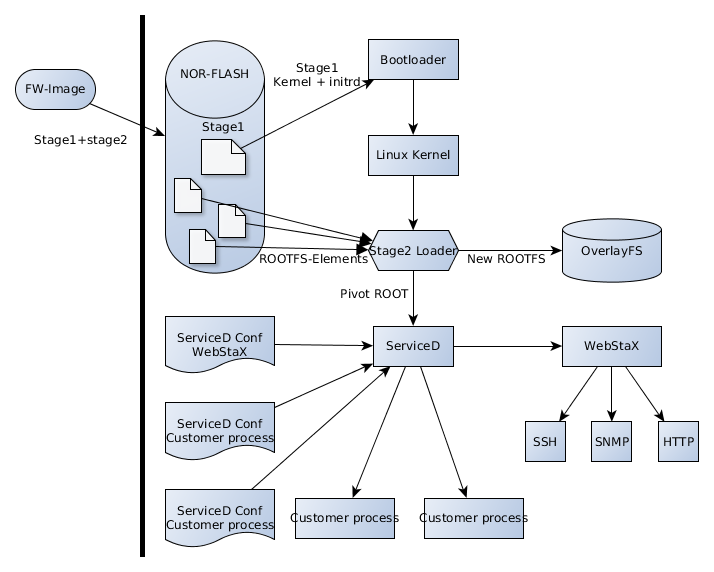 FW-Image
Stage1+stage2
NOR-FLASH
Stage1
Stage1
Kernel + initrd
Bootloader
Linux Kernel
Stage2 Loader
ROOTFS-Elements
New ROOTFS
OverlayFS
Pivot ROOT
ServiceD Conf
WebStaX
ServiceD
WebStaX
ServiceD Conf
Customer process
SSH
SNMP
HTTP
ServiceD Conf
Customer process
Customer process
Customer process